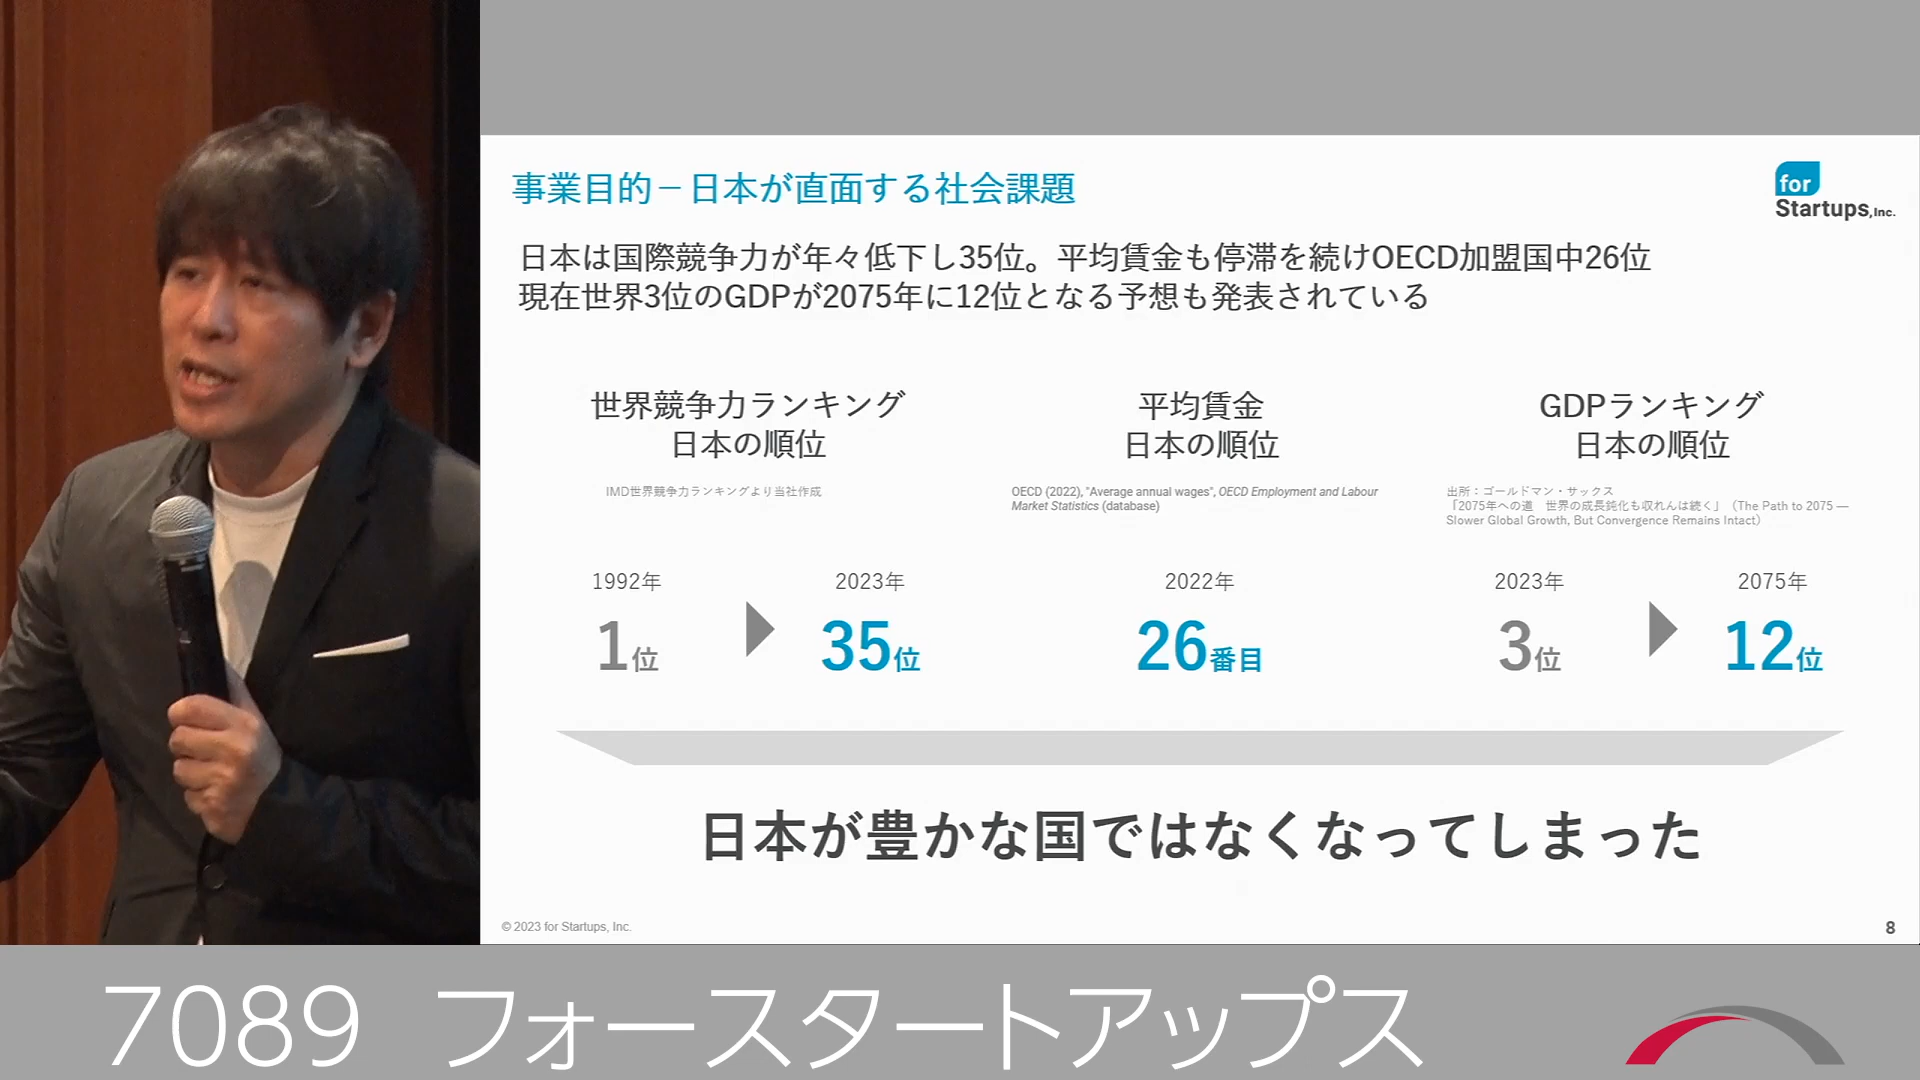 事業目的－日本が直面する社会課題
for
Startups,Inc.
日本は国際競争力が年々低下し35位。平均賃金も停滞を続けOECD加盟国中26位
現在世界3位のGDPが2075年に12位となる予想も発表されている
世界競争力ランキング
日本の順位
IMD世界競争力ランキングより当社作成
1992年
1位
2023年
35位
平均賃金
日本の順位
OECD (2022), "Average annual wages", OECD Employment and Labour
Market Statistics (database)
2022年
26番目
GDPランキング
日本の順位
出所：ゴールドマン・サックス
「2075年への道　世界の成長鈍化も収れんは続く」（The Path to 2075 —
Slower Global Growth, But Convergence Remains Intact）
2023年
3位
2075年
12位
日本が豊かな国ではなくなってしまった
© 2023 for Startups, Inc.
8
7089 フォースタートアップス